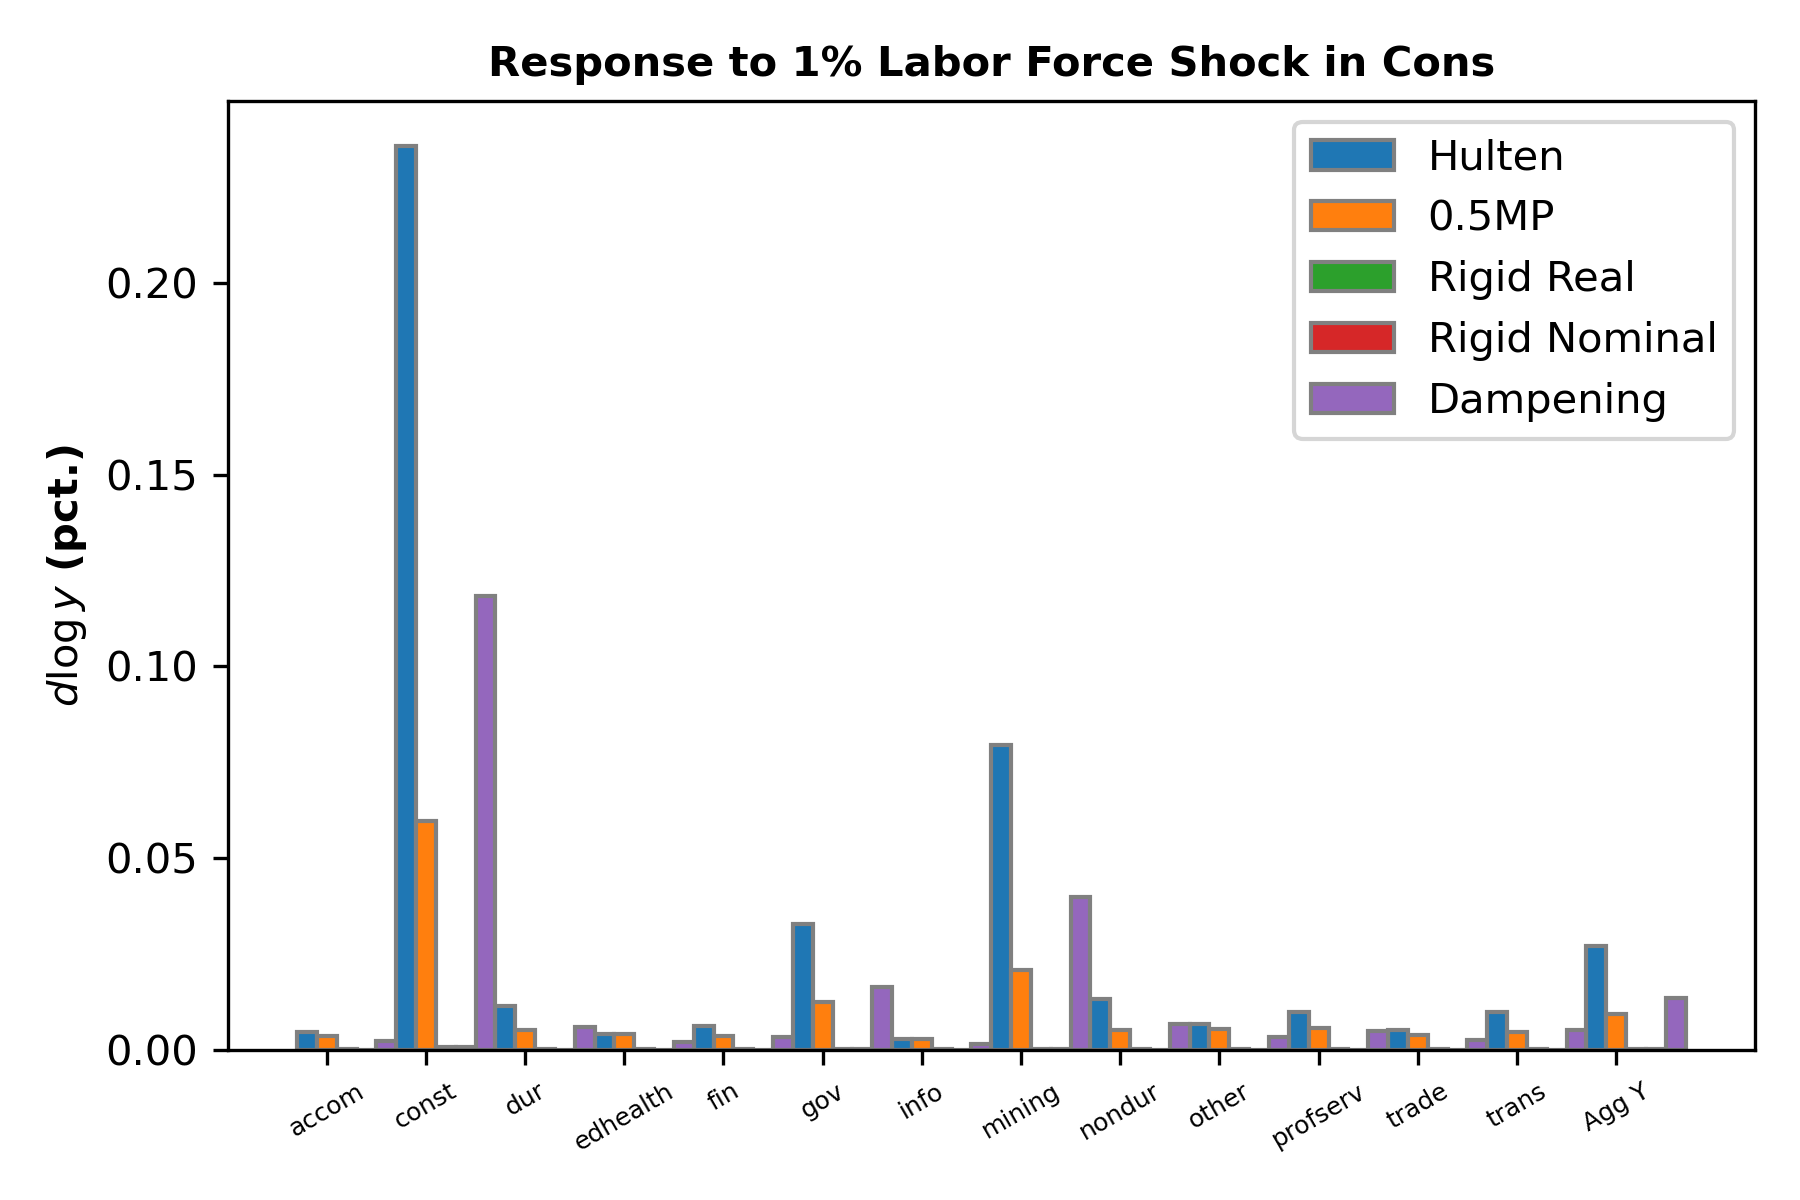 Response to 1% Labor Force Shock in Cons
Hulten
0.5MP
Rigid Real
Rigid Nominal
Dampening
dlog y (pct.)
0.20
0.15
0.10
0.05
0.00
accom const dur edhealth fin gov info mining nondur other profserv trade trans Agg Y